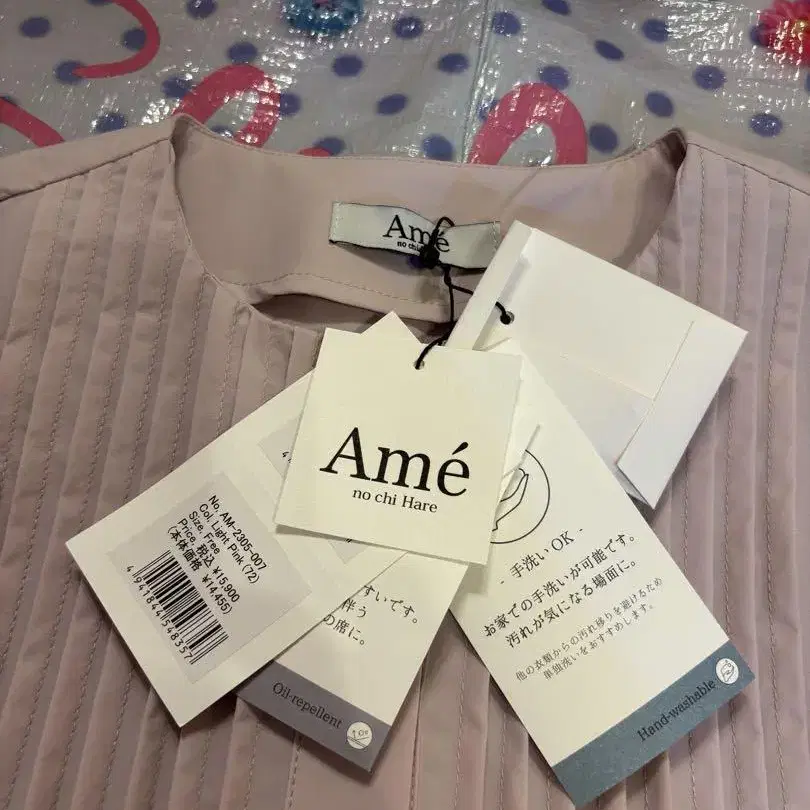 Amé
no chi
Amé
no chi Hare
No. AM-2305-007
Col. Light Pink (72)
Size. Free
Price. 税込 ¥15,900
(本体価格 ¥14,455)
4941844548357
すいです。
伴う
の席に。
Oil-repellent
- 手洗い OK -
お家での手洗いが可能です。
汚れが気になる場面に。
他の衣類からの汚れ移りを避けるため
単独洗いをおすすめします。
Hand-washable